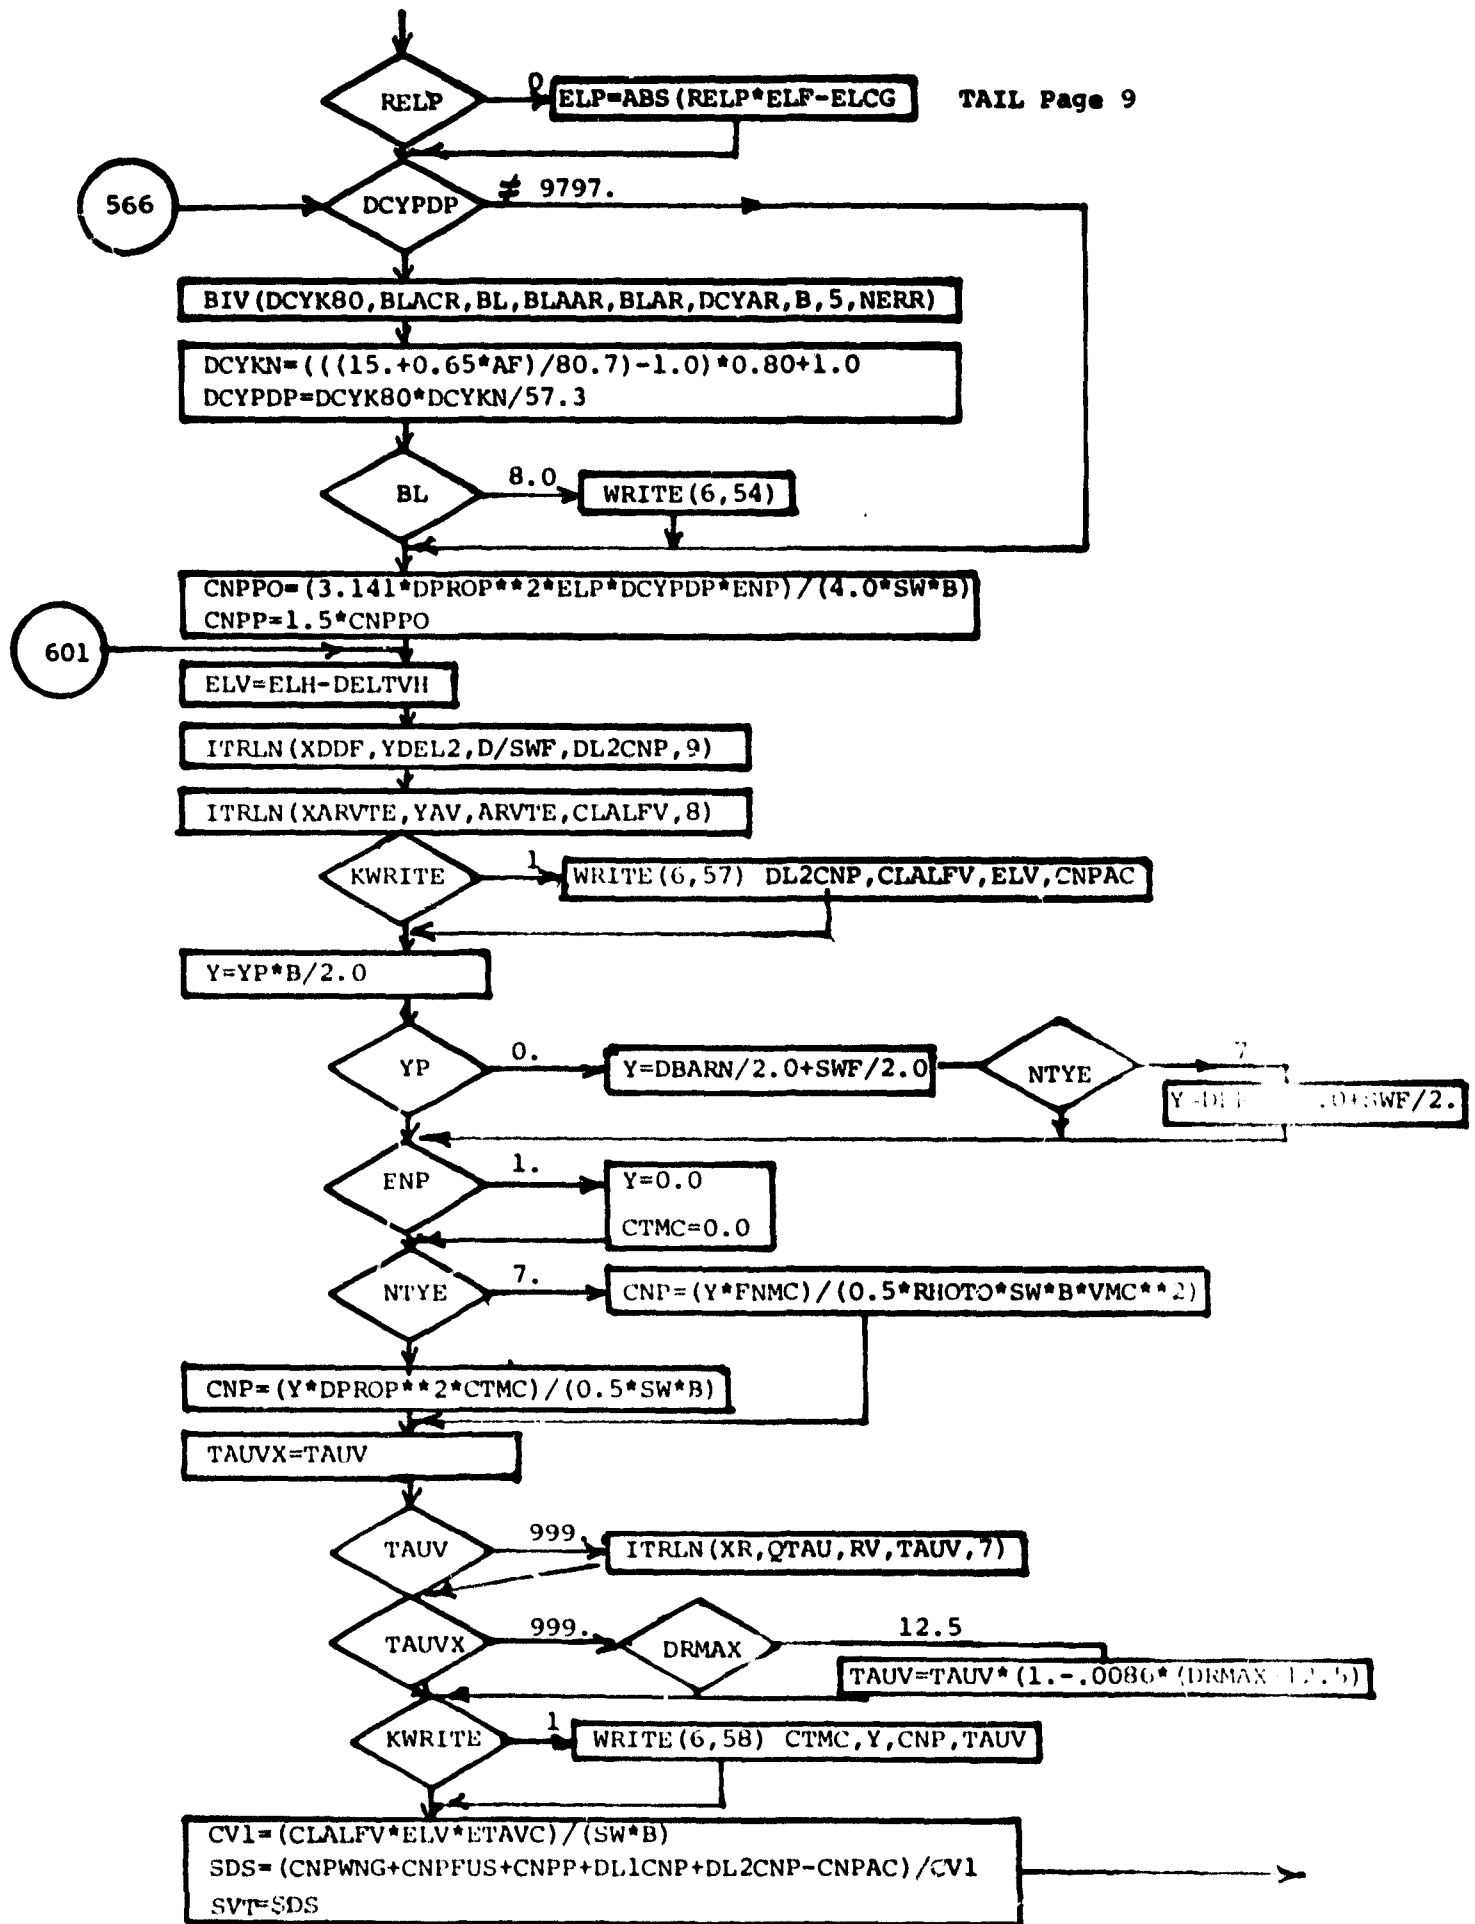 RELP
0
ELP=ABS(RELP*ELF-ELCG
TAIL Page 9
566
DCYPDP
≠ 9797.
BIV(DCYK80,BLACR,BL,BLAAR,BLAR,DCYAR,B,5,NERR)
DCYKN=(((15.+0.65*AF)/80.7)-1.0)*0.80+1.0
DCYPDP=DCYK80*DCYKN/57.3
BL
8.0
WRITE(6,54)
CNPPO=(3.141*DPROP**2*ELP*DCYPDP*ENP)/(4.0*SW*B)
CNPP=1.5*CNPPO
601
ELV=ELH-DELTVH
ITRLN(XDDF,YDEL2,D/SWF,DL2CNP,9)
ITRLN(XARVTE,YAV,ARVTE,CLALFV,8)
KWRITE
1
WRITE(6,57) DL2CNP,CLALFV,ELV,CNPAC
Y=YP*B/2.0
YP
0.
Y=DBARN/2.0+SWF/2.0
NTYE
7
.0+SWF/2.
ENP
1.
Y=0.0
CTMC=0.0
NTYE
7.
CNP=(Y*FNMC)/(0.5*RHOTO*SW*B*VMC**2)
CNP=(Y*DPROP**2*CTMC)/(0.5*SW*B)
TAUVX=TAUV
TAUV
999.
ITRLN(XR,QTAU,RV,TAUV,7)
TAUVX
999.
DRMAX
12.5
TAUV=TAUV*(1.-.0086*(DRMAX 12.5)
KWRITE
1
WRITE(6,58) CTMC,Y,CNP,TAUV
CV1=(CLALFV*ELV*ETAVC)/(SW*B)
SDS=(CNPWNG+CNPFUS+CNPP+DL1CNP+DL2CNP-CNPAC)/CV1
SVT=SDS